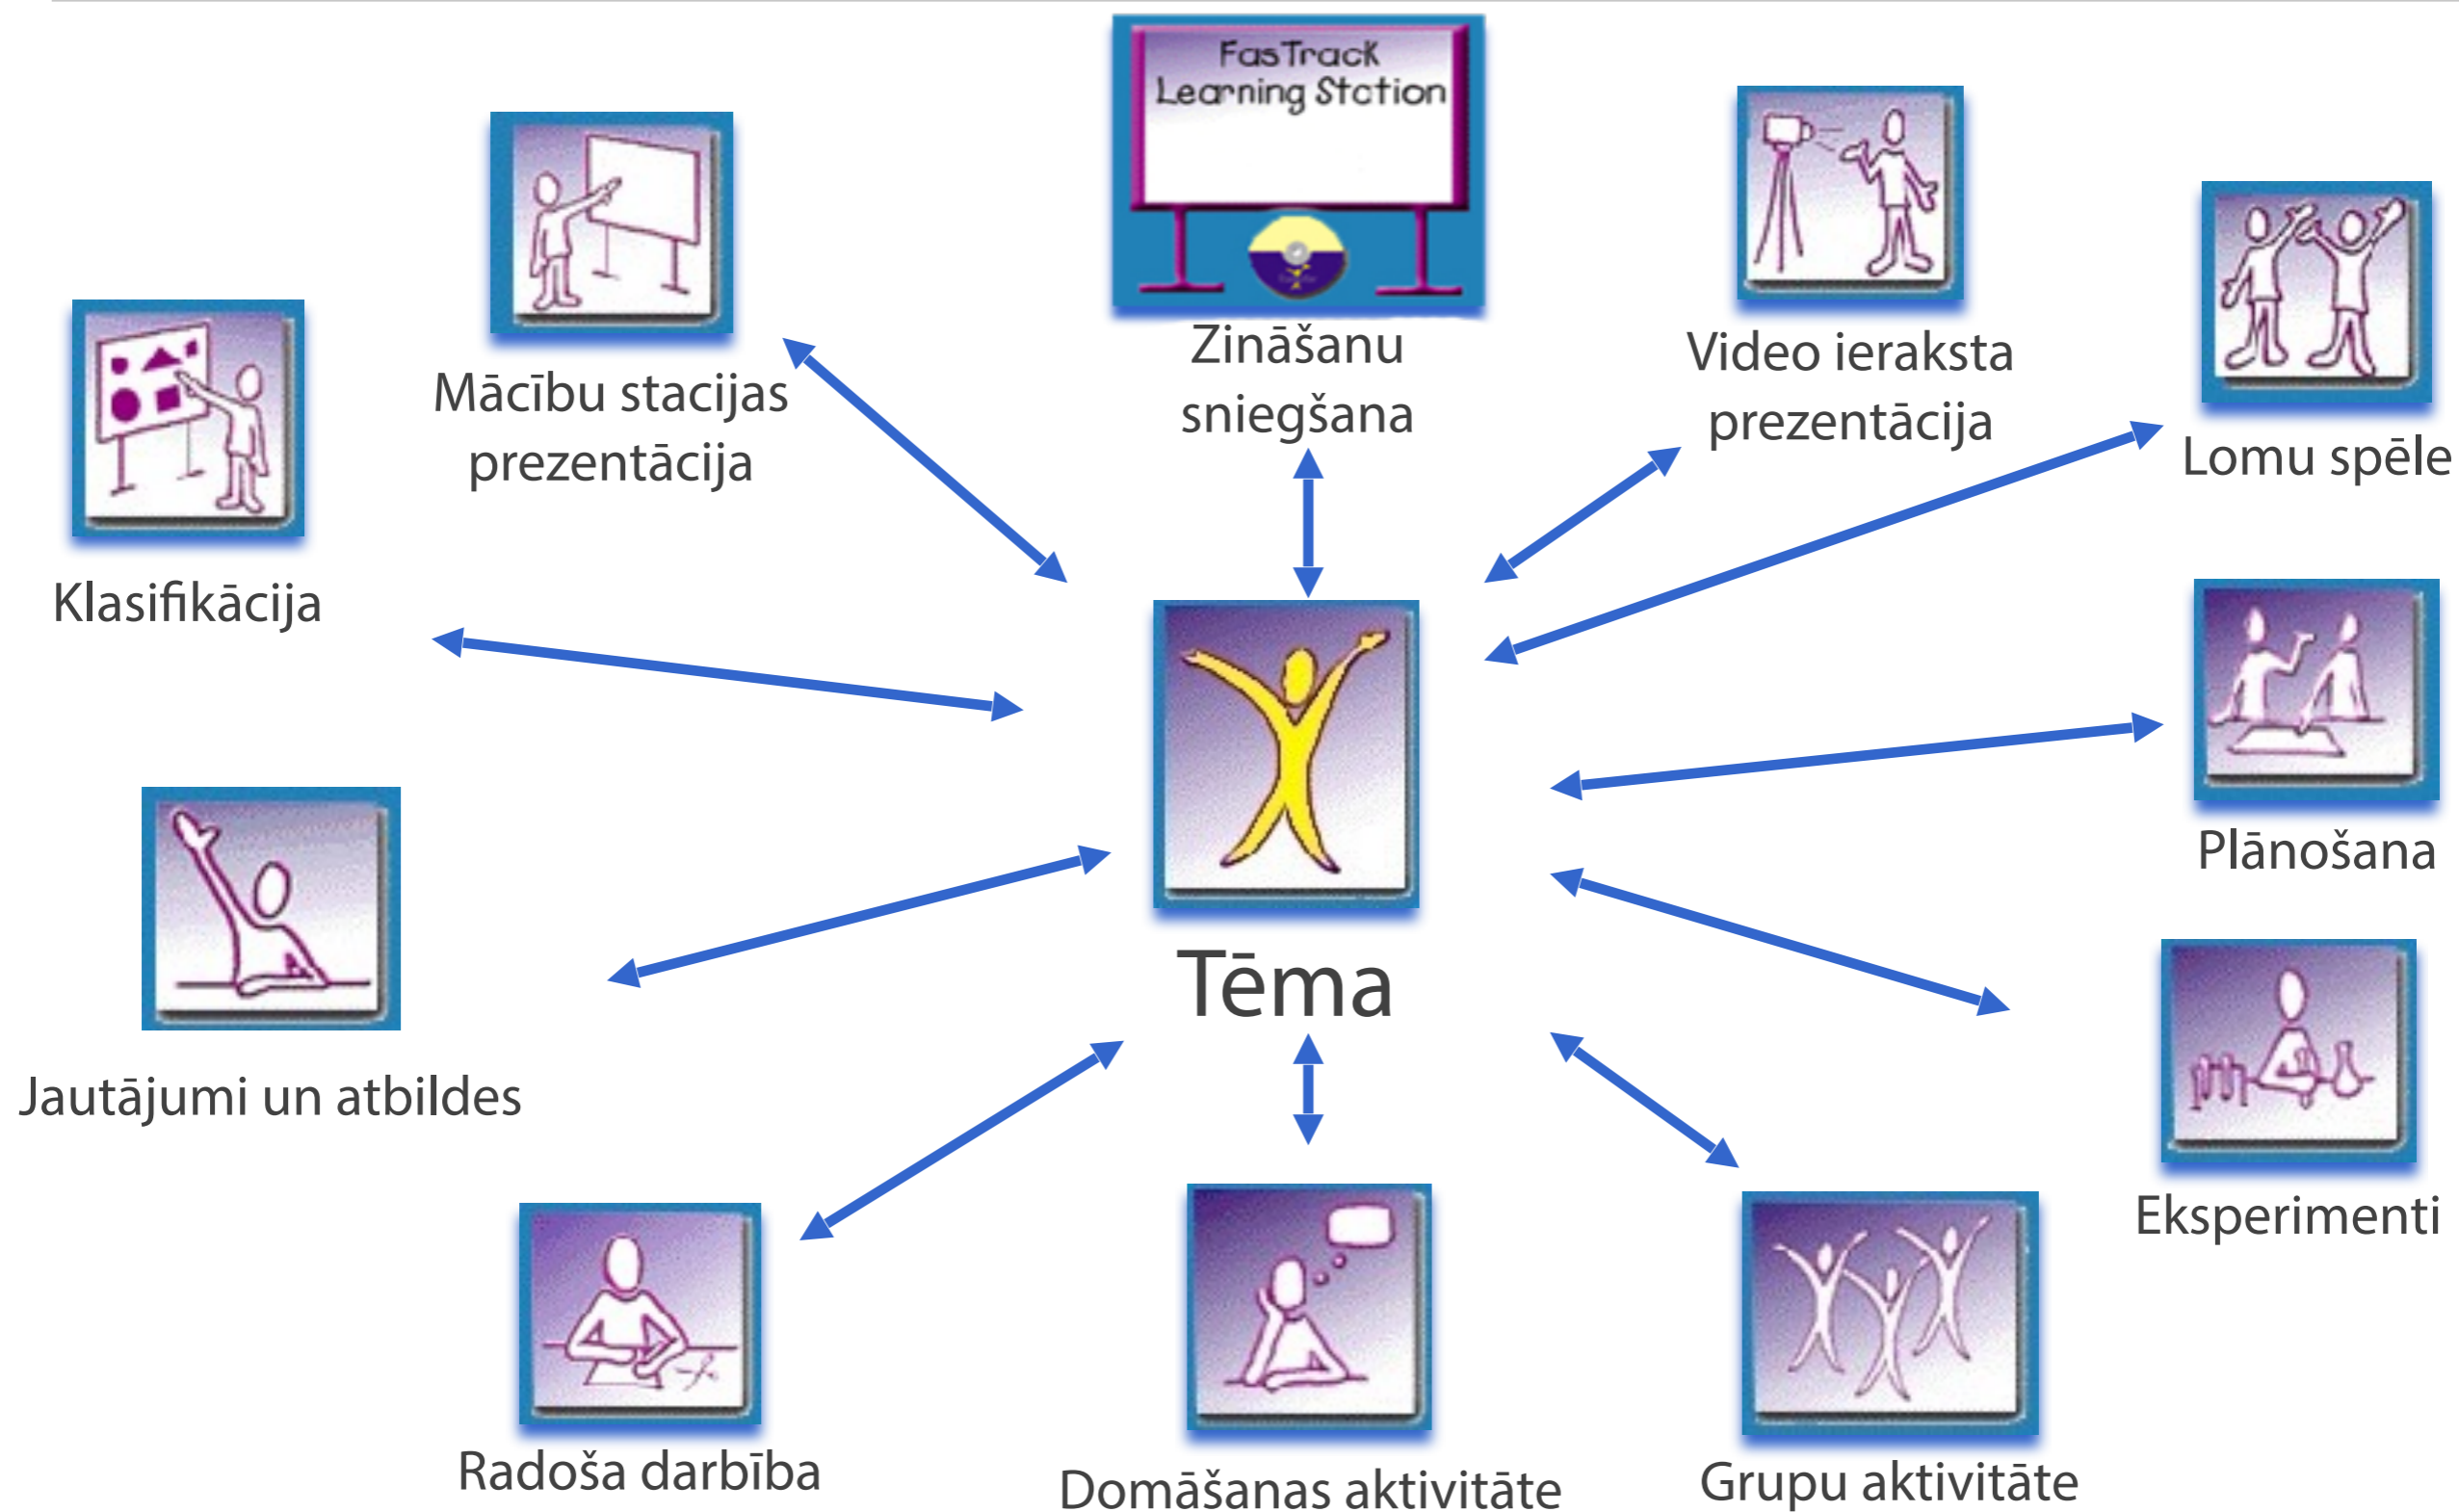 FasTrack
Learning Station
Zināšanu
sniegšana
Video ieraksta
prezentācija
Lomu spēle
Mācību stacijas
prezentācija
Klasifikācija
Plānošana
Tēma
Jautājumi un atbildes
Eksperimenti
Radoša darbība
Domāšanas aktivitāte
Grupu aktivitāte